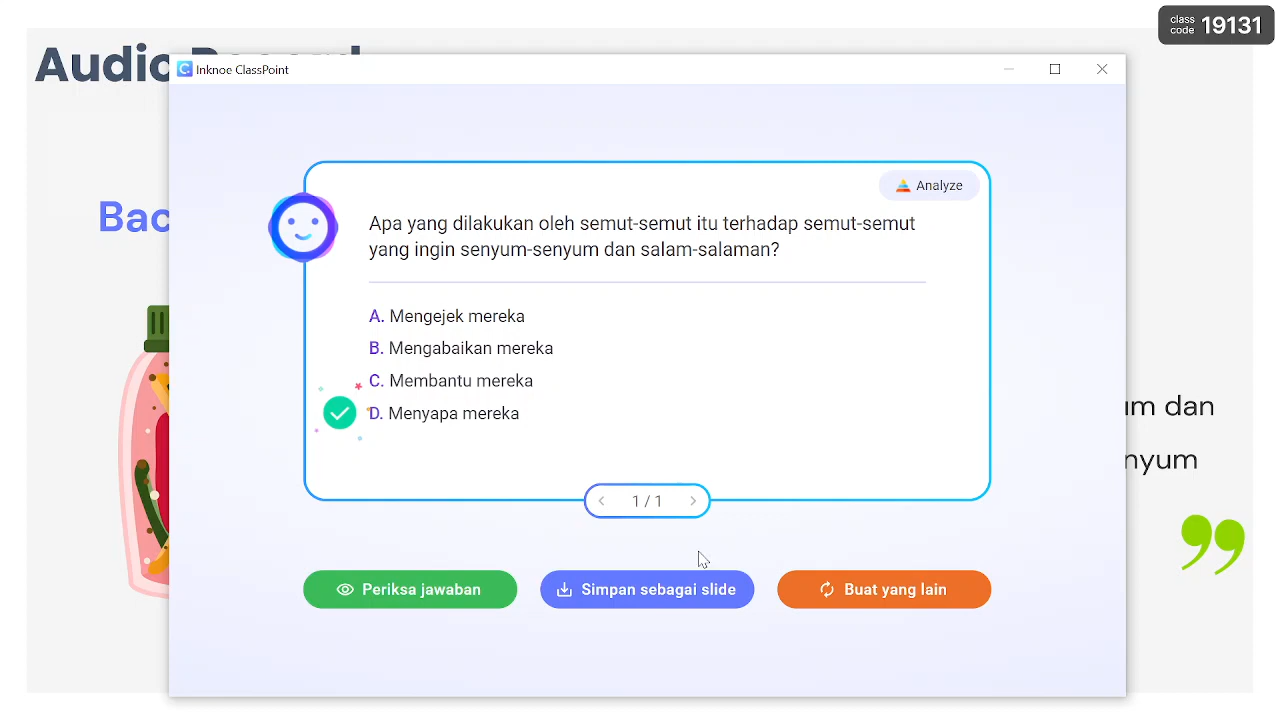 class
code 19131
Audio Record
Inknoe ClassPoint
Analyze
Bac
Apa yang dilakukan oleh semut-semut itu terhadap semut-semut
yang ingin senyum-senyum dan salam-salaman?
A. Mengejek mereka
B. Mengabaikan mereka
C. Membantu mereka
D. Menyapa mereka
um dan
nyum
”
1 / 1
Periksa jawaban
Simpan sebagai slide
Buat yang lain